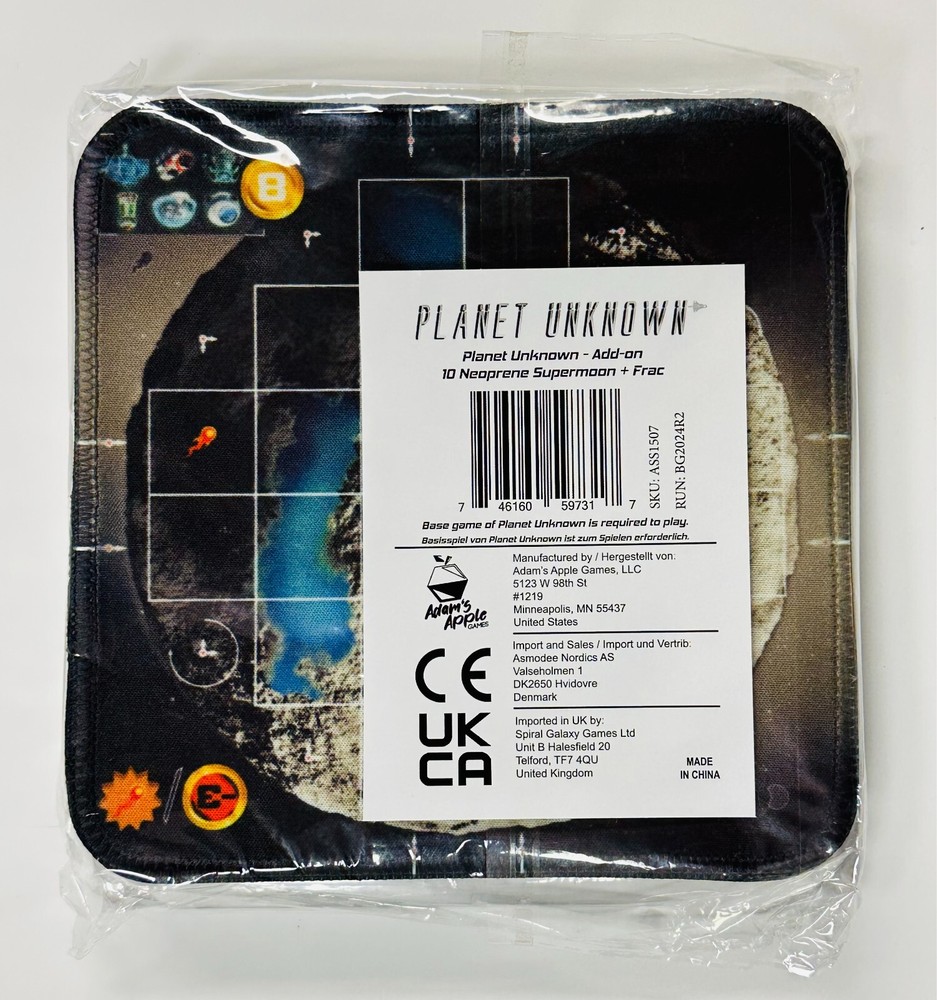 8
PLANET UNKNOWN
Planet Unknown - Add-on
10 Neoprene Supermoon + Frac
7 46160 59731 7
SKU: ASS1507
RUN: BG2024R2
Base game of Planet Unknown is required to play.
Basisspiel von Planet Unknown ist zum Spielen erforderlich.
Manufactured by / Hergestellt von:
Adam's Apple Games, LLC
5123 W 98th St
#1219
Minneapolis, MN 55437
United States
Adam's
Apple
GAMES
Import and Sales / Import und Vertrib:
Asmodee Nordics AS
Valseholmen 1
DK2650 Hvidovre
Denmark
CE
UK
CA
Imported in UK by:
Spiral Galaxy Games Ltd
Unit B Halesfield 20
Telford, TF7 4QU
United Kingdom
MADE
IN CHINA
/
-3